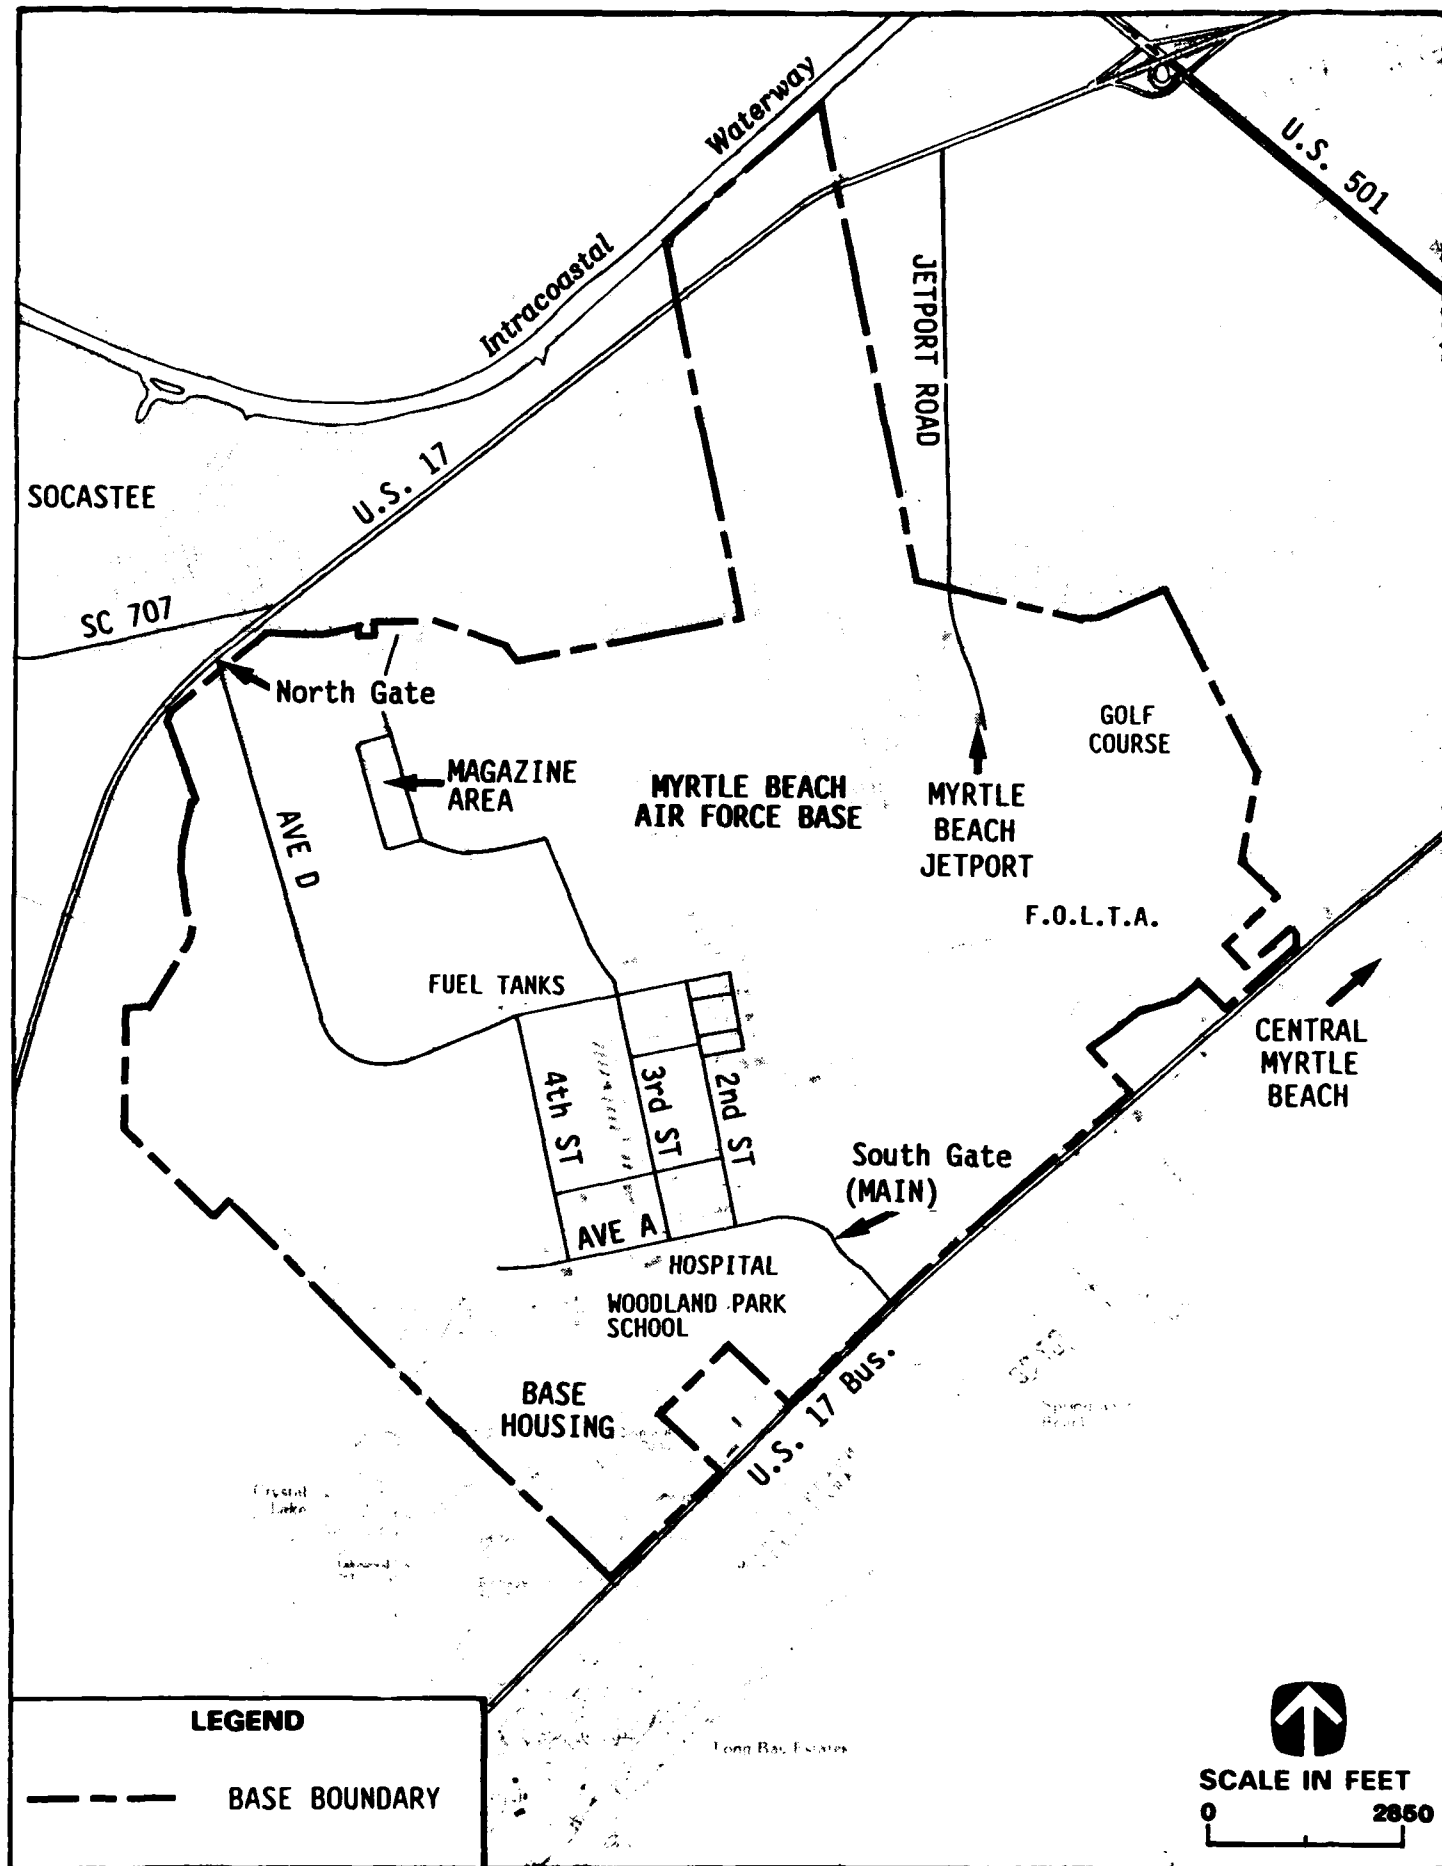 Waterway
U.S. 501
Intracoastal
JETPORT ROAD
U.S. 17
SOCASTEE
SC 707
North Gate
GOLF
COURSE
MAGAZINE
AREA
MYRTLE BEACH
AIR FORCE BASE
MYRTLE
BEACH
JETPORT
AVE D
F.O.L.T.A.
FUEL TANKS
CENTRAL
MYRTLE
BEACH
4th ST
3rd ST
2nd ST
South Gate
(MAIN)
AVE A
HOSPITAL
WOODLAND PARK
SCHOOL
BASE
HOUSING
U.S. 17 Bus.
Crystal
Lake
Long Bay Estates
LEGEND
BASE BOUNDARY
SCALE IN FEET
0 2850